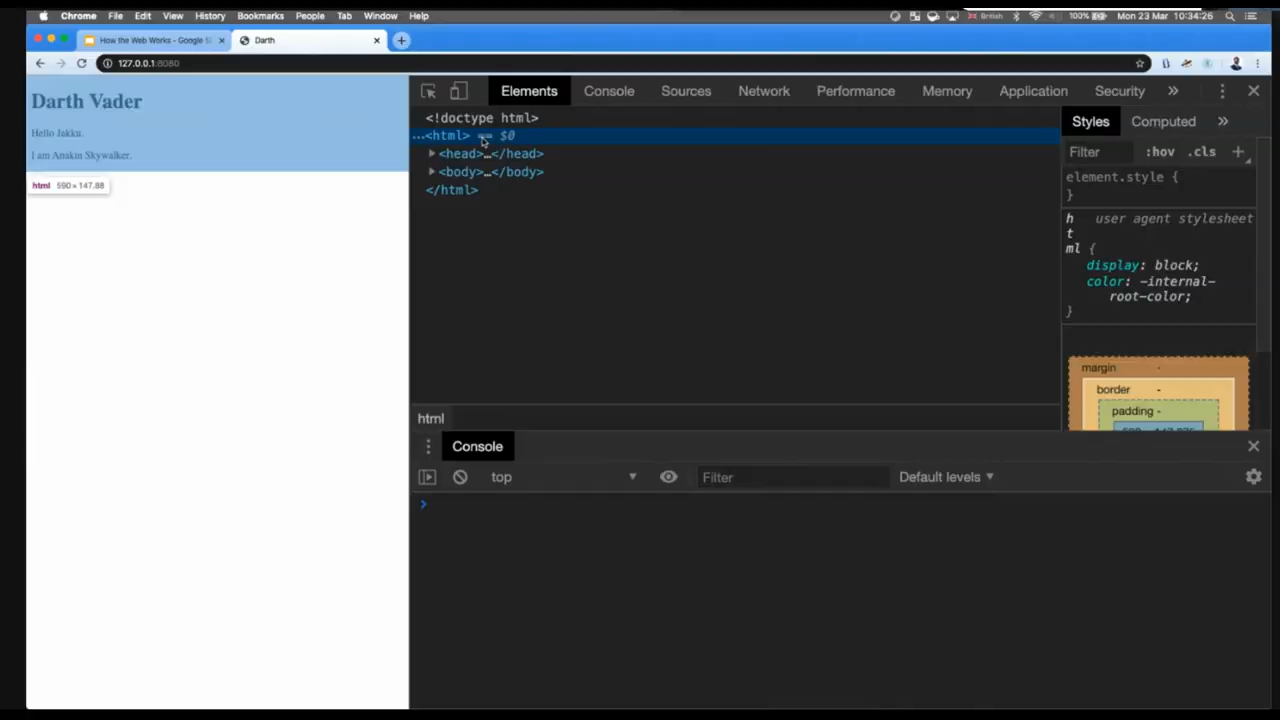 Chrome File Edit View History Bookmarks People Tab Window Help British 100% Mon 23 Mar 10:34:26
How the Web Works - Google S Darth
127.0.0.1:8080
Darth Vader
Hello Jakku.
I am Anakin Skywalker.
html 590 × 147.88
Elements Console Sources Network Performance Memory Application Security »
<!doctype html>
…<html> == $0
<head>…</head>
<body>…</body>
</html>
html
Styles Computed »
Filter :hov .cls +
element.style {
}
h user agent stylesheet
t
ml {
display: block;
color: -internal-
root-color;
}
margin -
border -
padding -
Console
top Filter Default levels